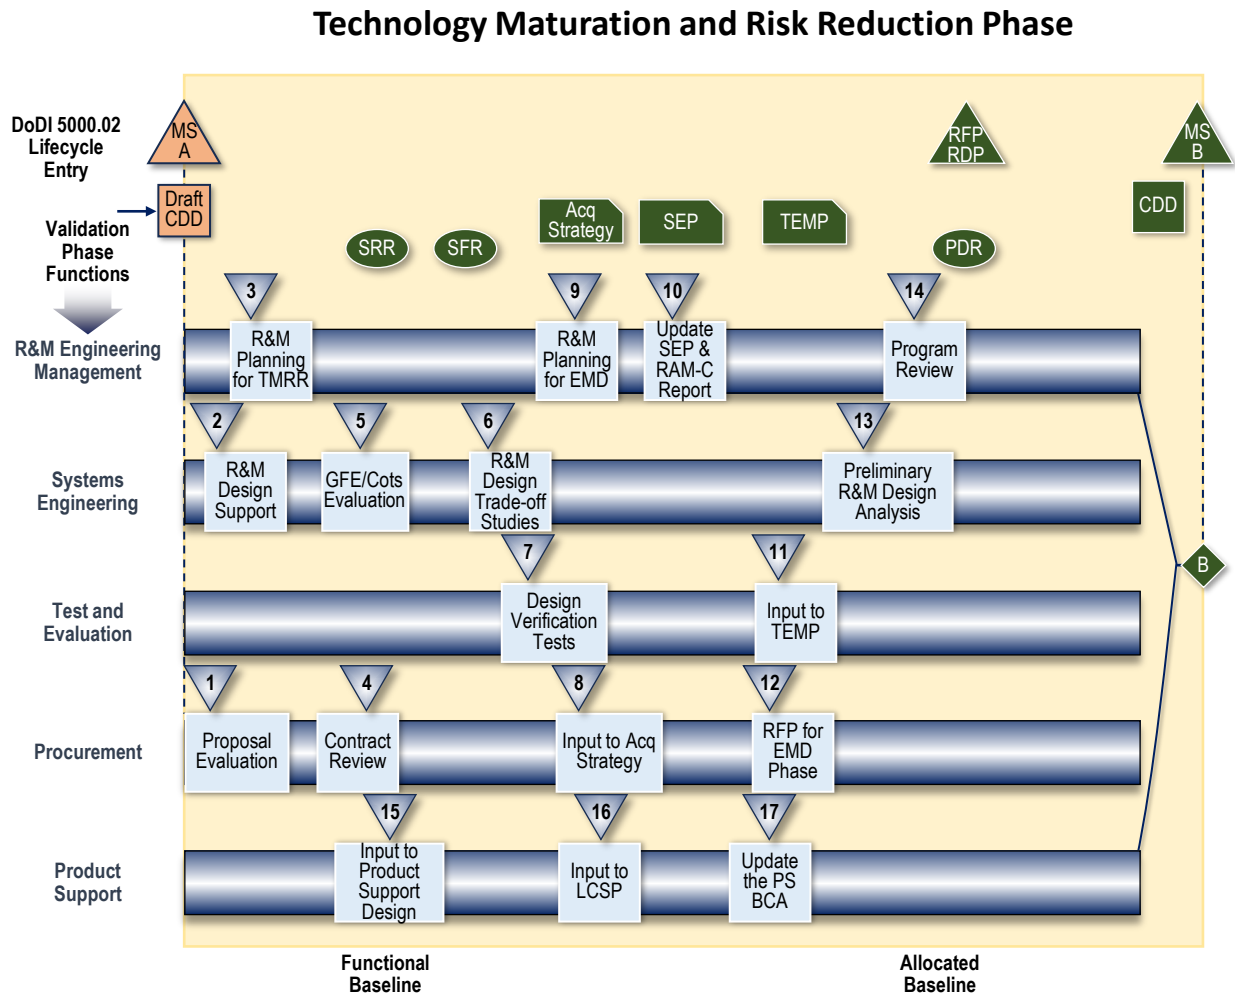 Technology Maturation and Risk Reduction Phase
DoDI 5000.02
Lifecycle
Entry
MS
A
RFP
RDP
MS
B
Draft
CDD
CDD
Acq
Strategy
SEP
TEMP
Validation
Phase
Functions
SRR
SFR
PDR
3
9
10
14
R&M Engineering
Management
R&M
Planning
for TMRR
R&M
Planning
for EMD
Update
SEP &
RAM-C
Report
Program
Review
2
5
6
13
Systems
Engineering
R&M
Design
Support
GFE/Cots
Evaluation
R&M
Design
Trade-off
Studies
Preliminary
R&M Design
Analysis
7
11
B
Test and
Evaluation
Design
Verification
Tests
Input to
TEMP
1
4
8
12
Procurement
Proposal
Evaluation
Contract
Review
Input to Acq
Strategy
RFP for
EMD
Phase
15
16
17
Product
Support
Input to
Product
Support
Design
Input to
LCSP
Update
the PS
BCA
Functional
Baseline
Allocated
Baseline